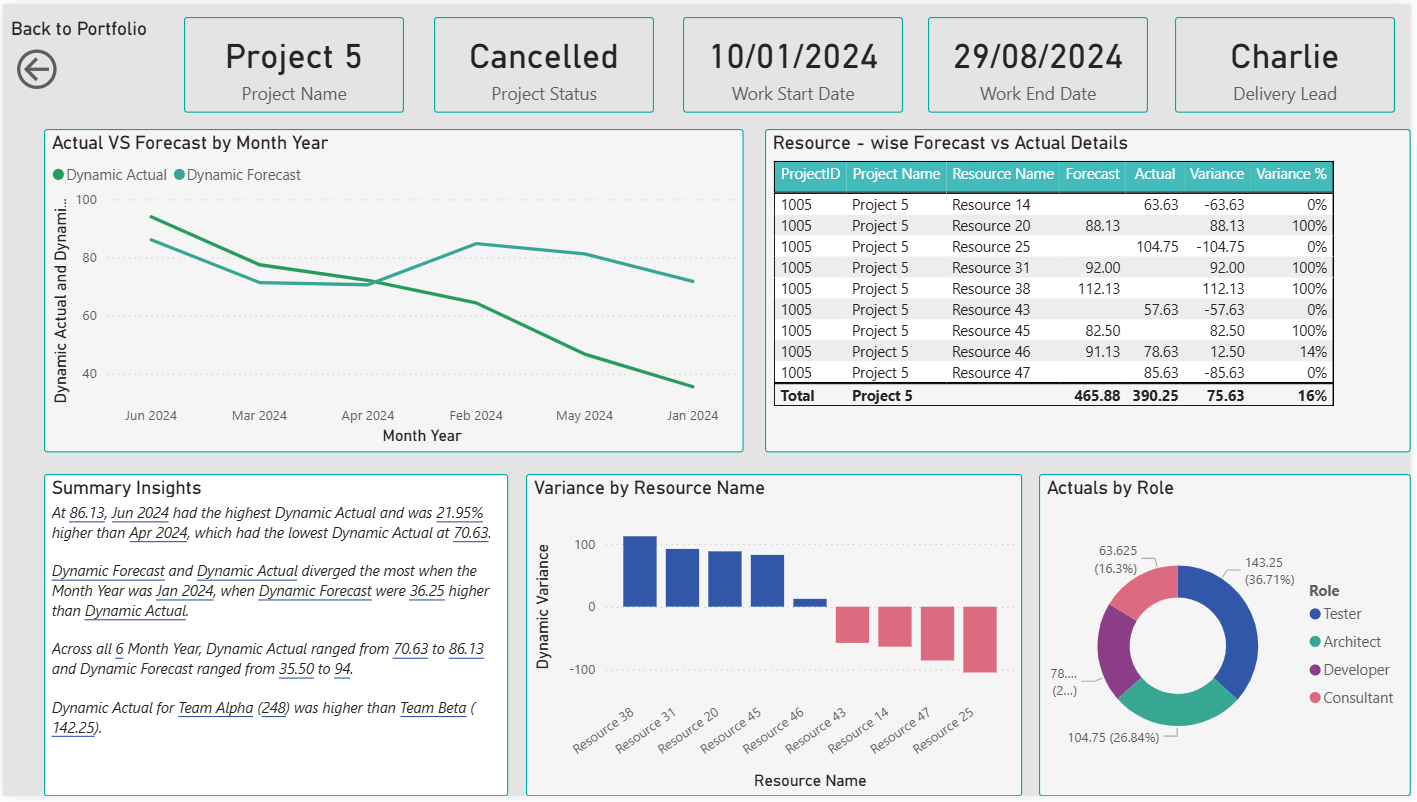 Back to Portfolio
Project 5
Project Name
Cancelled
Project Status
10/01/2024
Work Start Date
29/08/2024
Work End Date
Charlie
Delivery Lead
Actual VS Forecast by Month Year
Dynamic Actual Dynamic Forecast
Dynamic Actual and Dynami...
100
80
60
40
Jun 2024 Mar 2024 Apr 2024 Feb 2024 May 2024 Jan 2024
Month Year
Resource - wise Forecast vs Actual Details
ProjectID Project Name Resource Name Forecast Actual Variance Variance %
1005 Project 5 Resource 14 63.63 -63.63 0%
1005 Project 5 Resource 20 88.13 88.13 100%
1005 Project 5 Resource 25 104.75 -104.75 0%
1005 Project 5 Resource 31 92.00 92.00 100%
1005 Project 5 Resource 38 112.13 112.13 100%
1005 Project 5 Resource 43 57.63 -57.63 0%
1005 Project 5 Resource 45 82.50 82.50 100%
1005 Project 5 Resource 46 91.13 78.63 12.50 14%
1005 Project 5 Resource 47 85.63 -85.63 0%
Total Project 5 465.88 390.25 75.63 16%
Summary Insights
At 86.13, Jun 2024 had the highest Dynamic Actual and was 21.95%
higher than Apr 2024, which had the lowest Dynamic Actual at 70.63.
Dynamic Forecast and Dynamic Actual diverged the most when the
Month Year was Jan 2024, when Dynamic Forecast were 36.25 higher
than Dynamic Actual.
Across all 6 Month Year, Dynamic Actual ranged from 70.63 to 86.13
and Dynamic Forecast ranged from 35.50 to 94.
Dynamic Actual for Team Alpha (248) was higher than Team Beta (
142.25).
Variance by Resource Name
Dynamic Variance
100
0
-100
Resource 38
Resource 31
Resource 20
Resource 45
Resource 46
Resource 43
Resource 14
Resource 47
Resource 25
Resource Name
Actuals by Role
63.625
(16.3%)
143.25
(36.71%)
78....
(2...)
104.75 (26.84%)
Role
Tester
Architect
Developer
Consultant